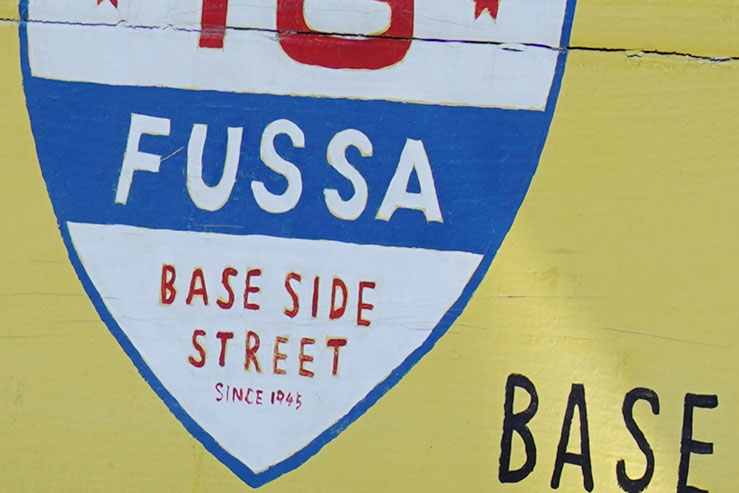 FUSSA
BASE SIDE
STREET
SINCE 1945
BASE